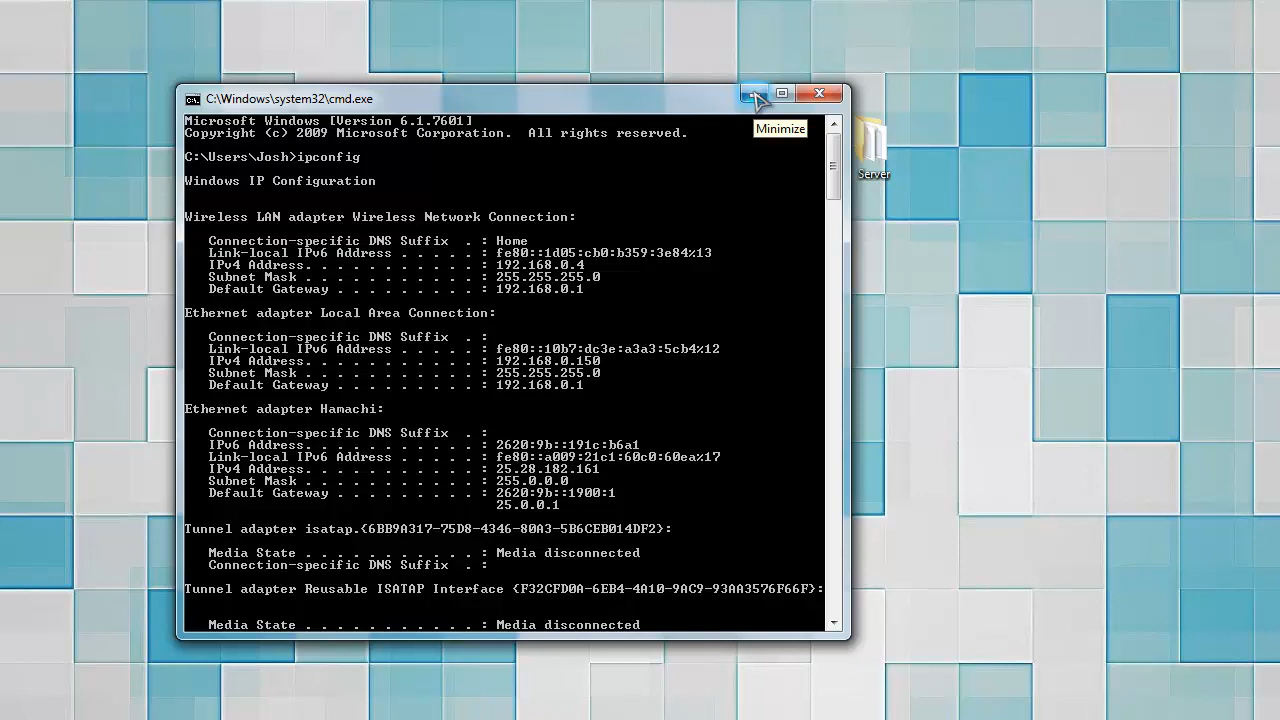 C:\Windows\system32\cmd.exe
Minimize
Server
Microsoft Windows [Version 6.1.7601]
Copyright (c) 2009 Microsoft Corporation.  All rights reserved.
C:\Users\Josh>ipconfig
Windows IP Configuration
Wireless LAN adapter Wireless Network Connection:
Connection-specific DNS Suffix  . : Home
Link-local IPv6 Address . . . . . : fe80::1d05:cb0:b359:3e84%13
IPv4 Address. . . . . . . . . . . : 192.168.0.4
Subnet Mask . . . . . . . . . . . : 255.255.255.0
Default Gateway . . . . . . . . . : 192.168.0.1
Ethernet adapter Local Area Connection:
Connection-specific DNS Suffix  . :
Link-local IPv6 Address . . . . . : fe80::10b7:dc3e:a3a3:5cb4%12
IPv4 Address. . . . . . . . . . . : 192.168.0.150
Subnet Mask . . . . . . . . . . . : 255.255.255.0
Default Gateway . . . . . . . . . : 192.168.0.1
Ethernet adapter Hamachi:
Connection-specific DNS Suffix  . :
IPv6 Address. . . . . . . . . . . : 2620:9b::191c:b6a1
Link-local IPv6 Address . . . . . : fe80::a009:21c1:60c0:60ea%17
IPv4 Address. . . . . . . . . . . : 25.28.182.161
Subnet Mask . . . . . . . . . . . : 255.0.0.0
Default Gateway . . . . . . . . . : 2620:9b::1900:1
25.0.0.1
Tunnel adapter isatap.{6BB9A317-75D8-4346-80A3-5B6CEB014DF2}:
Media State . . . . . . . . . . . : Media disconnected
Connection-specific DNS Suffix  . :
Tunnel adapter Reusable ISATAP Interface {F32CFD0A-6EB4-4A10-9AC9-93AA3576F66F}:
Media State . . . . . . . . . . . : Media disconnected